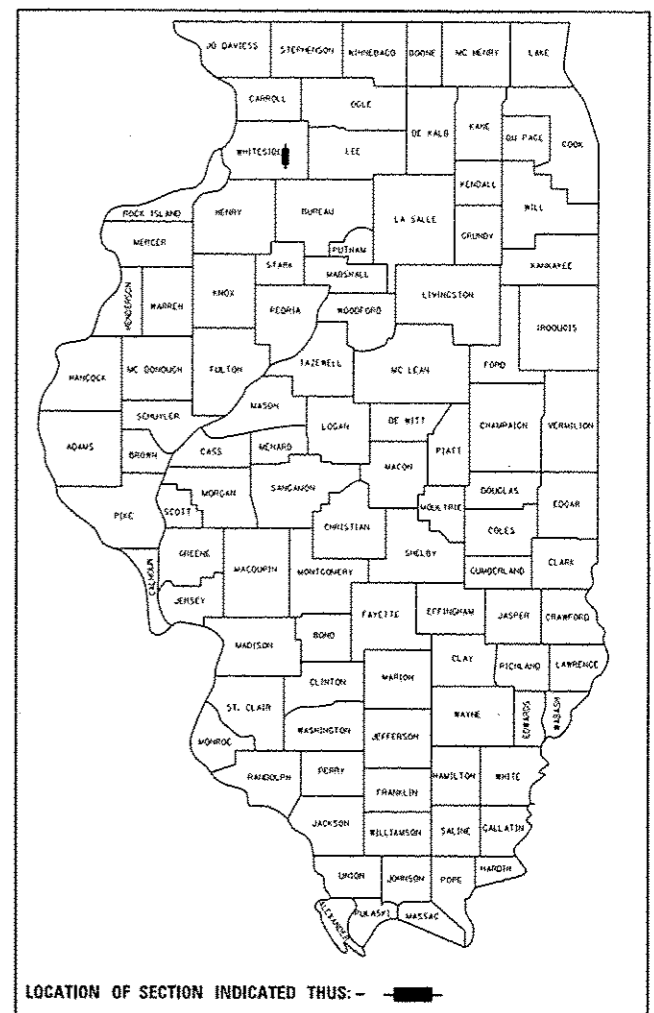 JO DAVIESS STEPHENSON WINNEBAGO BOONE MC HENRY LAKE
CARROLL OGLE
DE KALB KANE DU PAGE COOK
WHITESIDE LEE
KENDALL WILL
ROCK ISLAND HENRY BUREAU LA SALLE GRUNDY
MERCER PUTNAM KANKAKEE
STARK MARSHALL
HENDERSON WARREN KNOX PEORIA WOODFORD LIVINGSTON IROQUOIS
HANCOCK MC DONOUGH FULTON TAZEWELL MC LEAN FORD
SCHUYLER MASON
ADAMS BROWN CASS MENARD LOGAN DE WITT PIATT CHAMPAIGN VERMILION
MACON
PIKE SCOTT MORGAN SANGAMON DOUGLAS EDGAR
CHRISTIAN MOULTRIE COLES
CALHOUN GREENE MACOUPIN MONTGOMERY SHELBY CUMBERLAND CLARK
JERSEY
FAYETTE EFFINGHAM JASPER CRAWFORD
MADISON BOND
CLAY RICHLAND LAWRENCE
CLINTON MARION
ST. CLAIR WAYNE EDWARDS WABASH
WASHINGTON JEFFERSON
MONROE
RANDOLPH PERRY HAMILTON WHITE
FRANKLIN
JACKSON WILLIAMSON SALINE GALLATIN
UNION JOHNSON POPE HARDIN
ALEXANDER PULASKI MASSAC
LOCATION OF SECTION INDICATED THUS: -